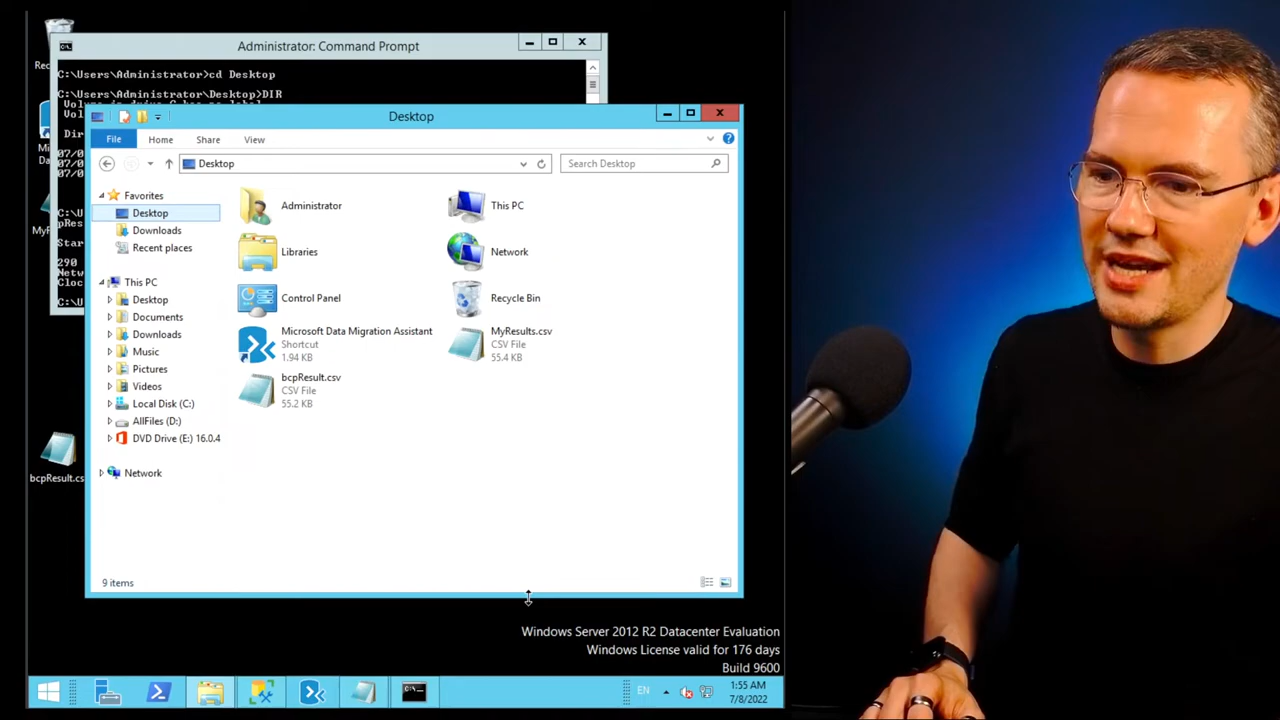 Administrator: Command Prompt
C:\Users\Administrator>cd Desktop
C:\Users\Administrator\Desktop>DIR
Desktop
File Home Share View
Desktop
Search Desktop
Favorites
Desktop
Downloads
Recent places
This PC
Desktop
Documents
Downloads
Music
Pictures
Videos
Local Disk (C:)
AllFiles (D:)
DVD Drive (E:) 16.0.4
Network
Administrator
This PC
Libraries
Network
Control Panel
Recycle Bin
Microsoft Data Migration Assistant
Shortcut
1.94 KB
MyResults.csv
CSV File
55.4 KB
bcpResult.csv
CSV File
55.2 KB
9 items
bcpResult.cs
Windows Server 2012 R2 Datacenter Evaluation
Windows License valid for 176 days
Build 9600
EN
1:55 AM
7/8/2022